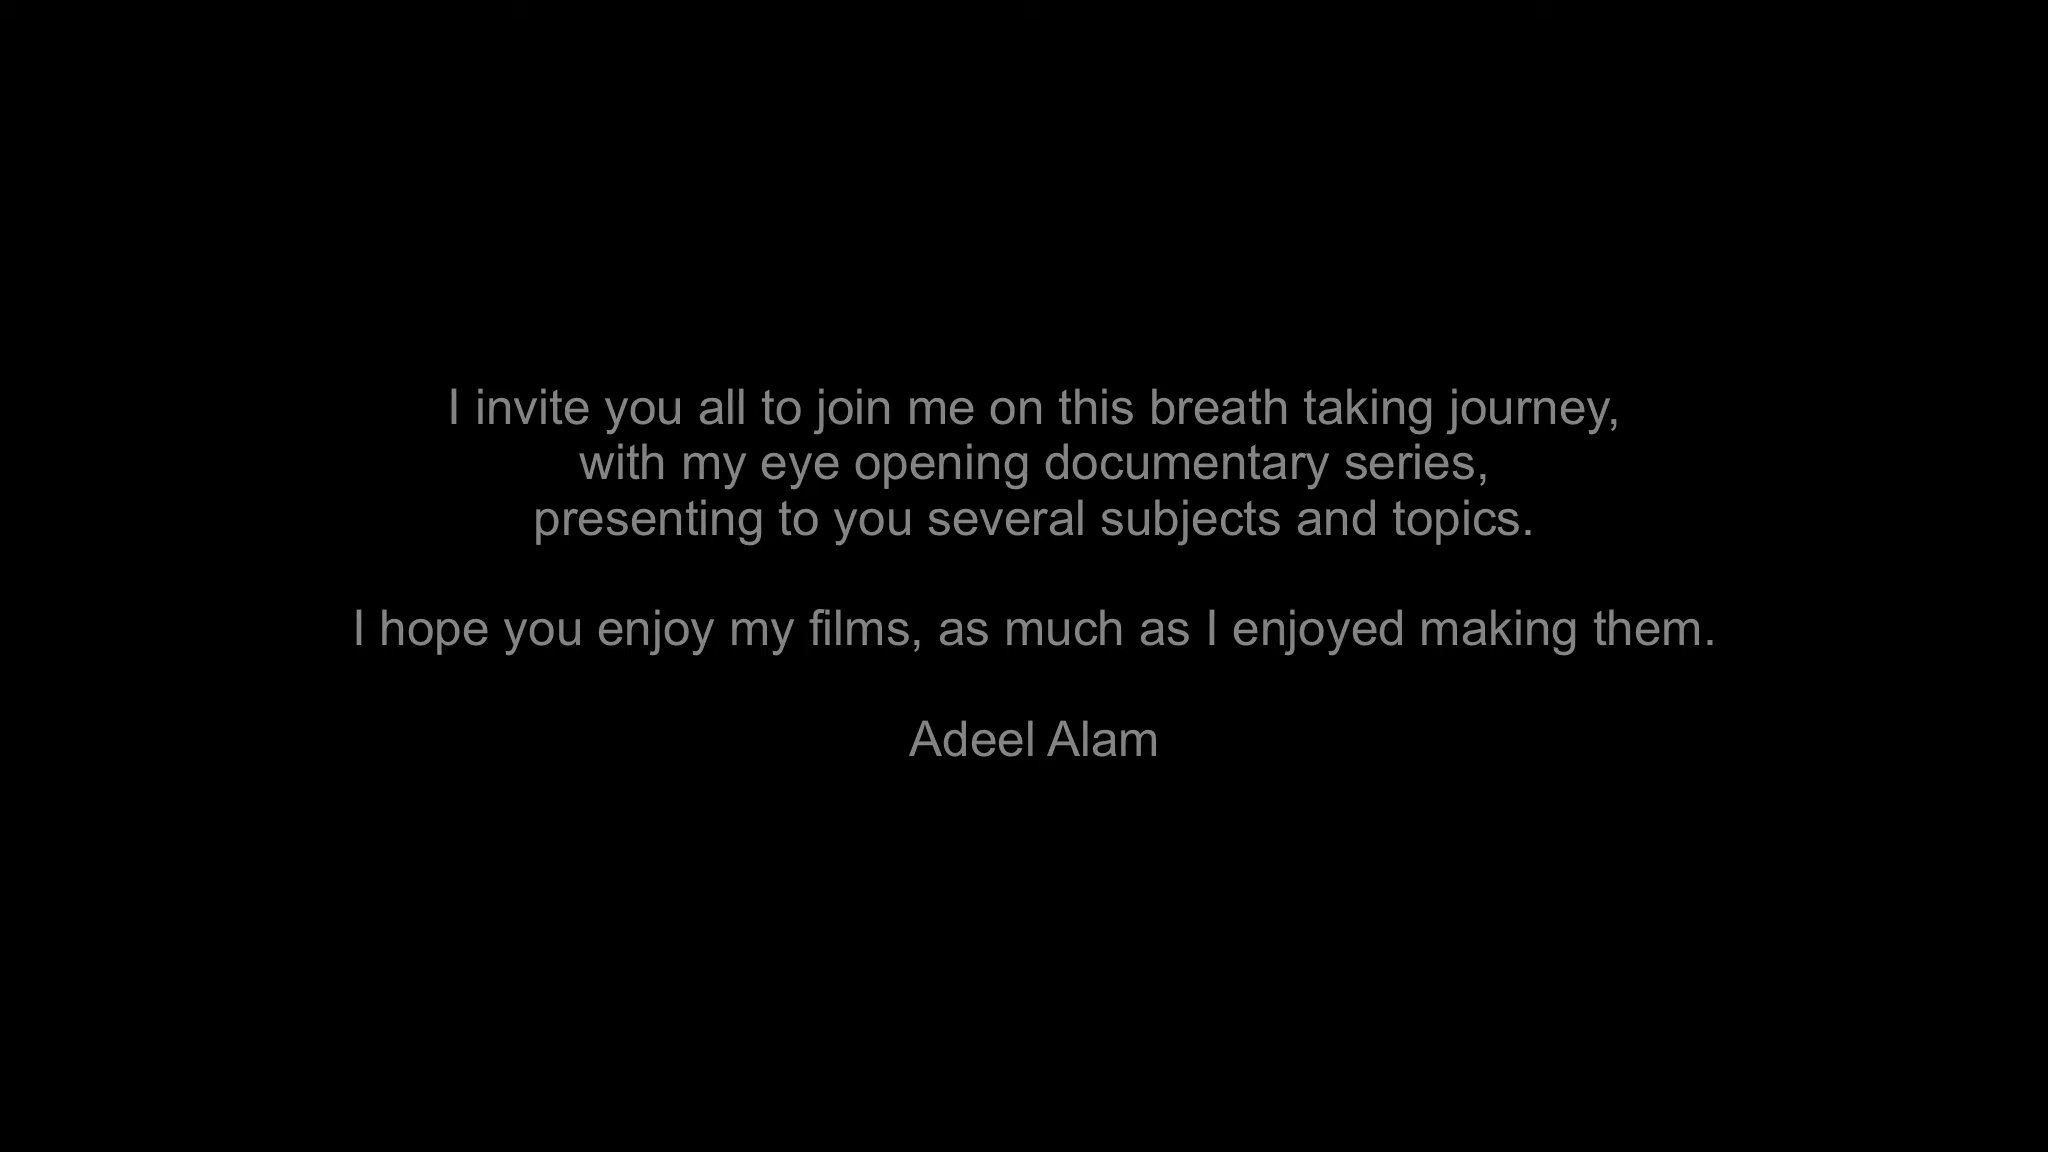 I invite you all to join me on this breath taking journey,
with my eye opening documentary series,
presenting to you several subjects and topics.
I hope you enjoy my films, as much as I enjoyed making them.
Adeel Alam